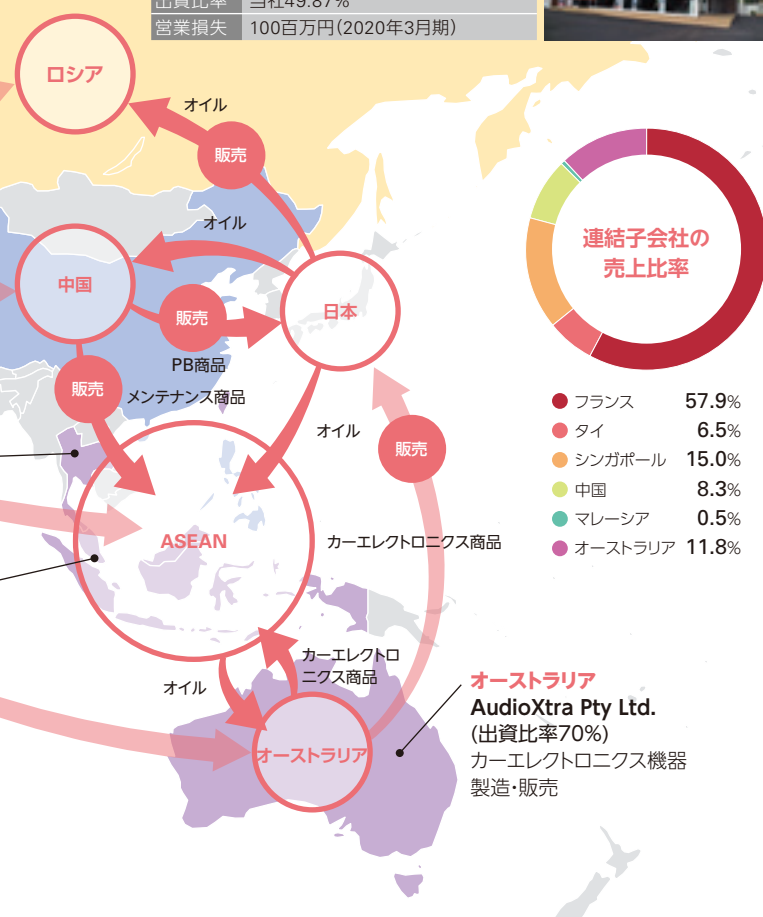 出資比率 当社49.87%
営業損失 100百万円(2020年3月期)
ロシア
オイル
販売
オイル
中国
販売
日本
PB商品
販売
メンテナンス商品
オイル
販売
ASEAN
カーエレクトロニクス商品
カーエレクトロ
ニクス商品
オイル
オーストラリア
連結子会社の
売上比率
フランス 57.9%
タイ 6.5%
シンガポール 15.0%
中国 8.3%
マレーシア 0.5%
オーストラリア 11.8%
オーストラリア
AudioXtra Pty Ltd.
(出資比率70%)
カーエレクトロニクス機器
製造・販売